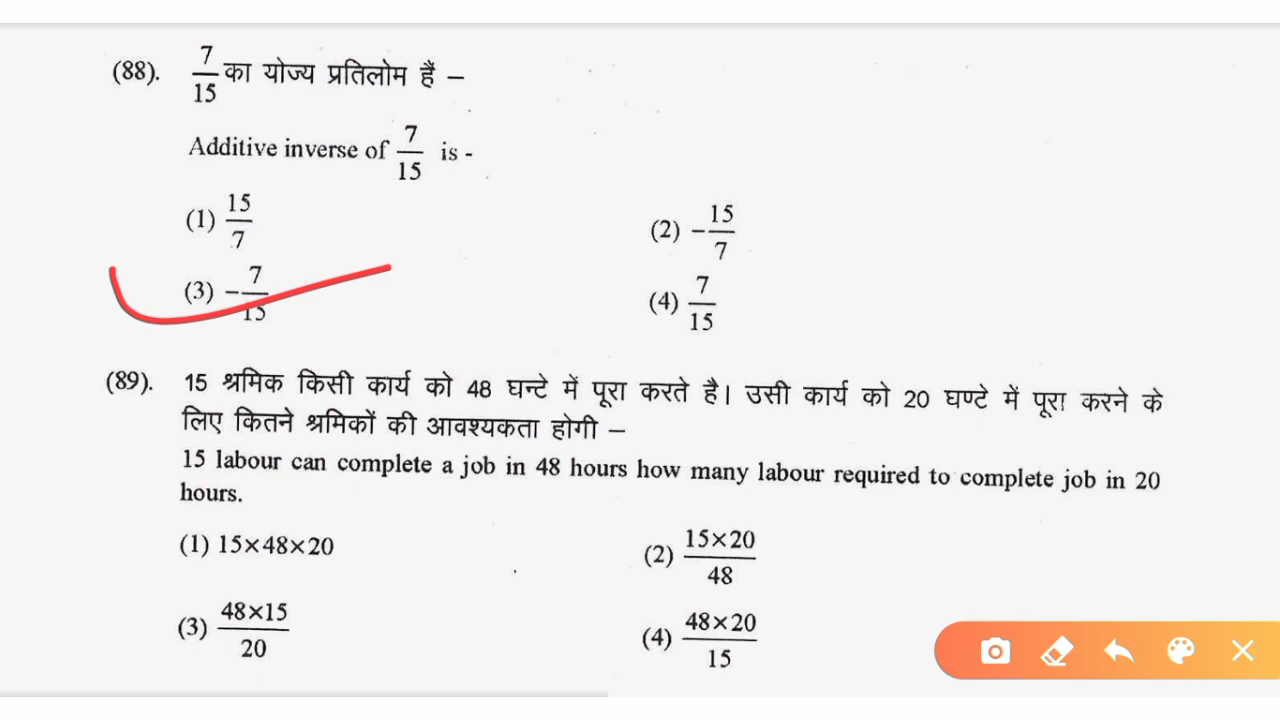 (88). 7/15 का योज्य प्रतिलोम हैं –
Additive inverse of 7/15 is -
(1) 15/7
(2) -15/7
(3) -7/15
(4) 7/15
(89). 15 श्रमिक किसी कार्य को 48 घन्टे में पूरा करते है। उसी कार्य को 20 घण्टे में पूरा करने के
लिए कितने श्रमिकों की आवश्यकता होगी –
15 labour can complete a job in 48 hours how many labour required to complete job in 20
hours.
(1) 15×48×20
(2) 15×20/48
(3) 48×15/20
(4) 48×20/15